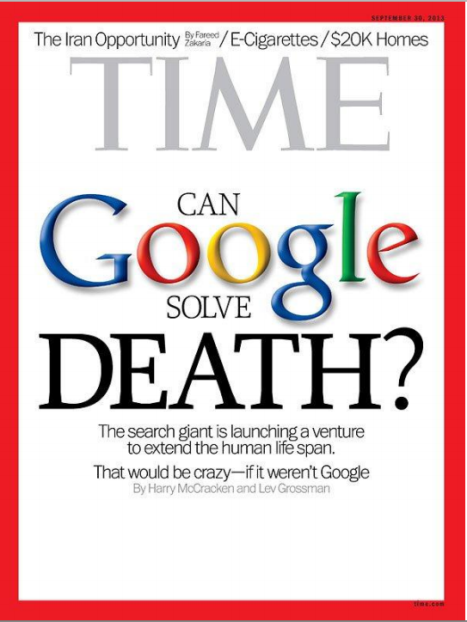 SEPTEMBER 30, 2013
The Iran Opportunity By Fareed Zakaria / E-Cigarettes / $20K Homes
TIME
CAN
Google
SOLVE
DEATH?
The search giant is launching a venture
to extend the human life span.
That would be crazy—if it weren't Google
By Harry McCracken and Lev Grossman
time.com